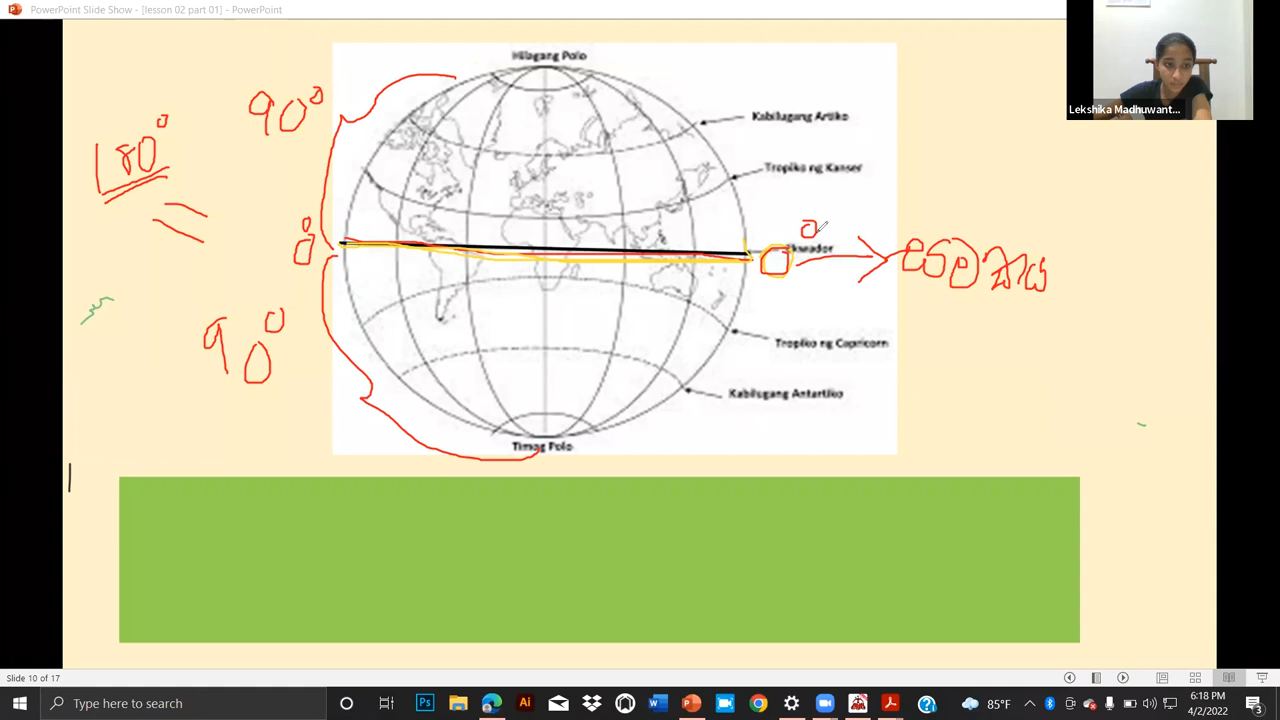 PowerPoint Slide Show - [lesson 02 part 01] - PowerPoint
Lekshika Madhuwant...
Hilagang Polo
90°
Kabilugang Artiko
180°
Tropiko ng Kanser
0°
0°
Ekwador
90°
Tropiko ng Capricorn
Kabilugang Antartiko
Timog Polo
Slide 10 of 17
Type here to search
85°F
6:18 PM
4/2/2022